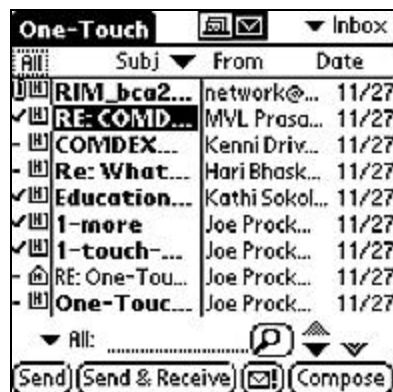 One-Touch ▼ Inbox
All Subj ▼ From Date
RIM_bca2... network@... 11/27
RE: COMD... MVL Prasa... 11/27
COMDEX... Kenni Driv... 11/27
Re: What... Hari Bhask... 11/27
Education... Kathi Sokol... 11/27
1-more Joe Prock... 11/27
1-touch-... Joe Prock... 11/27
RE: One-Tou... Joe Prock... 11/27
One-Touc... Joe Prock... 11/27
▼ All:
Send Send & Receive ! Compose